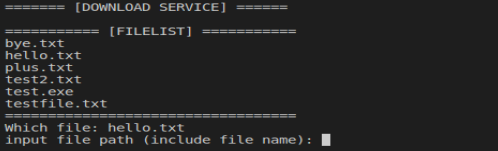 ======= [DOWNLOAD SERVICE] ======
=========== [FILELIST] ===========
bye.txt
hello.txt
plus.txt
test2.txt
test.exe
testfile.txt
==================================
Which file: hello.txt
input file path (include file name):